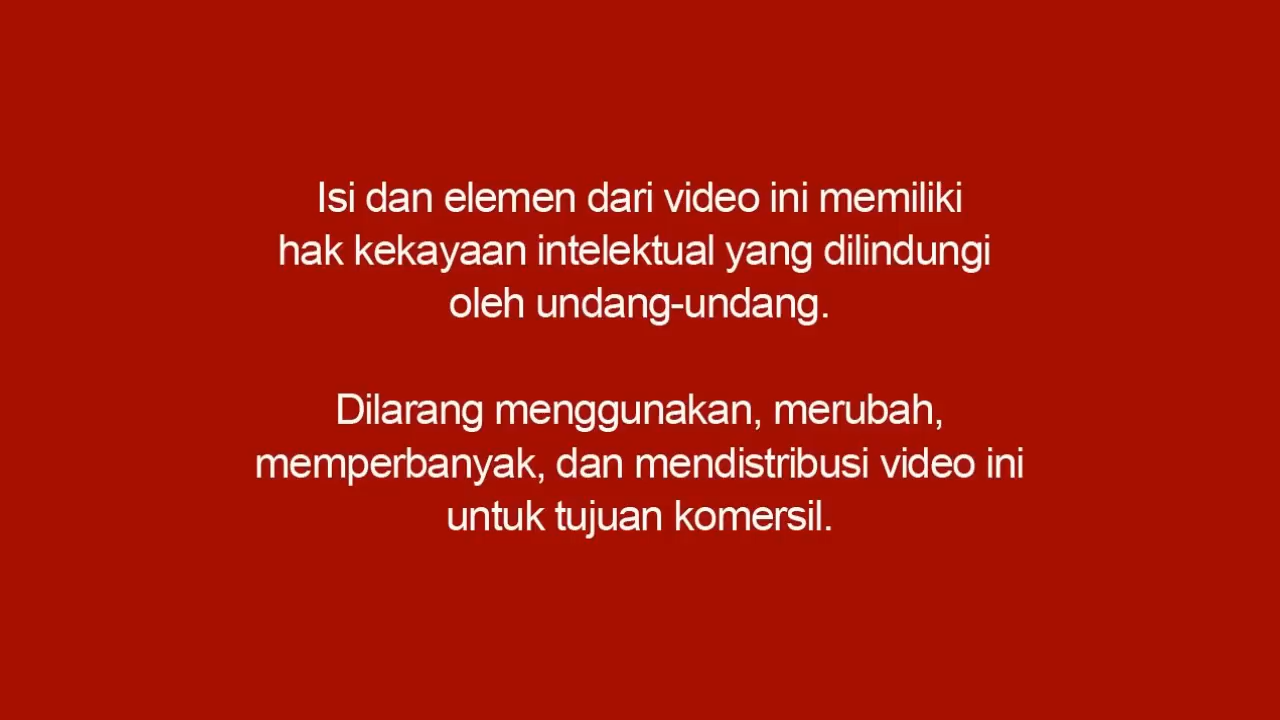 Isi dan elemen dari video ini memiliki
hak kekayaan intelektual yang dilindungi
oleh undang-undang.
Dilarang menggunakan, merubah,
memperbanyak, dan mendistribusi video ini
untuk tujuan komersil.